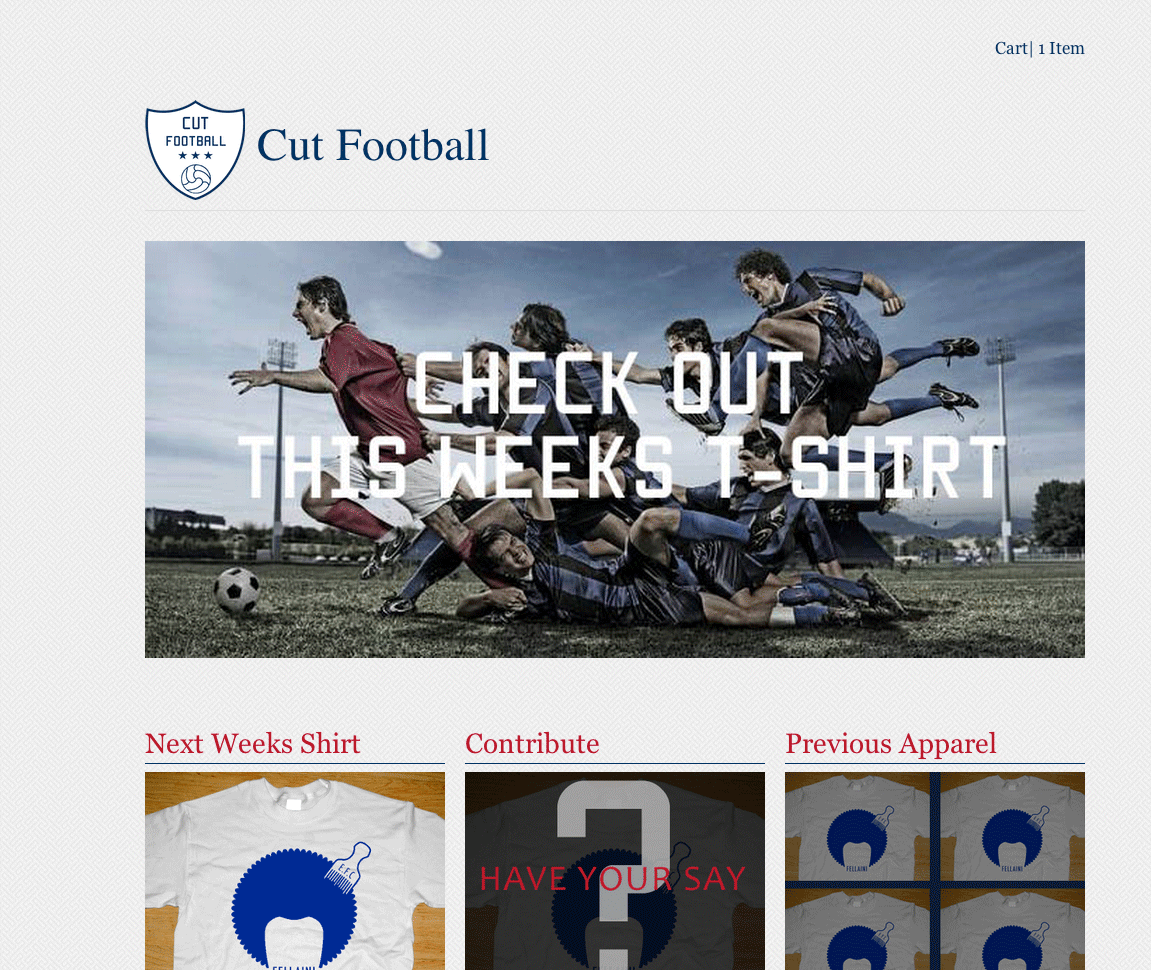 Cart| 1 Item
CUT
FOOTBALL
Cut Football
CHECK OUT
THIS WEEKS T-SHIRT
Next Weeks Shirt
Contribute
Previous Apparel
E.F.C
FELLAINI
HAVE YOUR SAY
?
FELLAINI
FELLAINI
FELLAINI